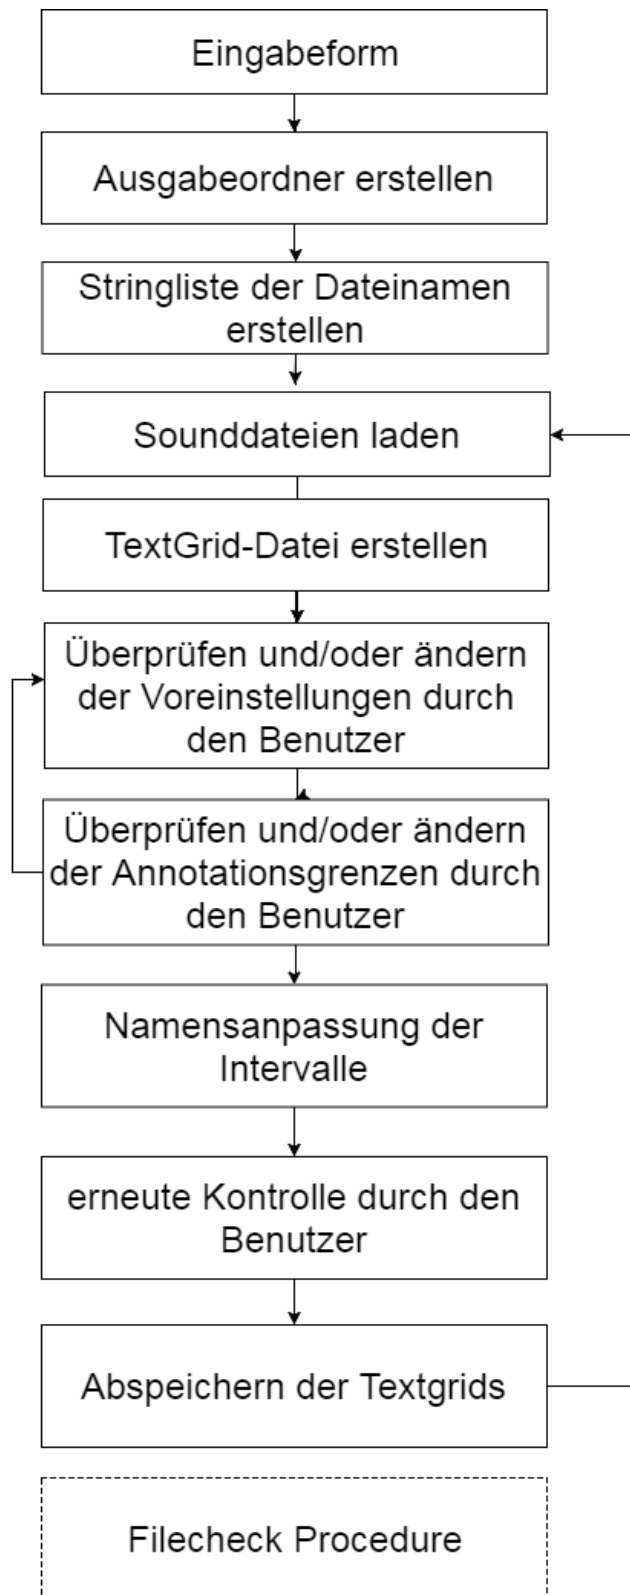 Eingabeform
Ausgabeordner erstellen
Stringliste der Dateinamen
erstellen
Sounddateien laden
TextGrid-Datei erstellen
Überprüfen und/oder ändern
der Voreinstellungen durch
den Benutzer
Überprüfen und/oder ändern
der Annotationsgrenzen durch
den Benutzer
Namensanpassung der
Intervalle
erneute Kontrolle durch den
Benutzer
Abspeichern der Textgrids
Filecheck Procedure